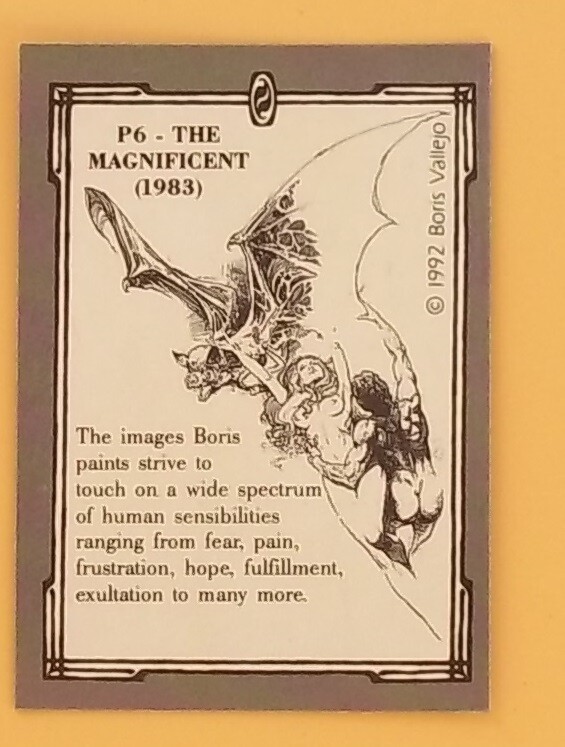 P6 - THE
MAGNIFICENT
(1983)
© 1992 Boris Vallejo
The images Boris
paints strive to
touch on a wide spectrum
of human sensibilities
ranging from fear, pain,
frustration, hope, fulfillment,
exultation to many more.